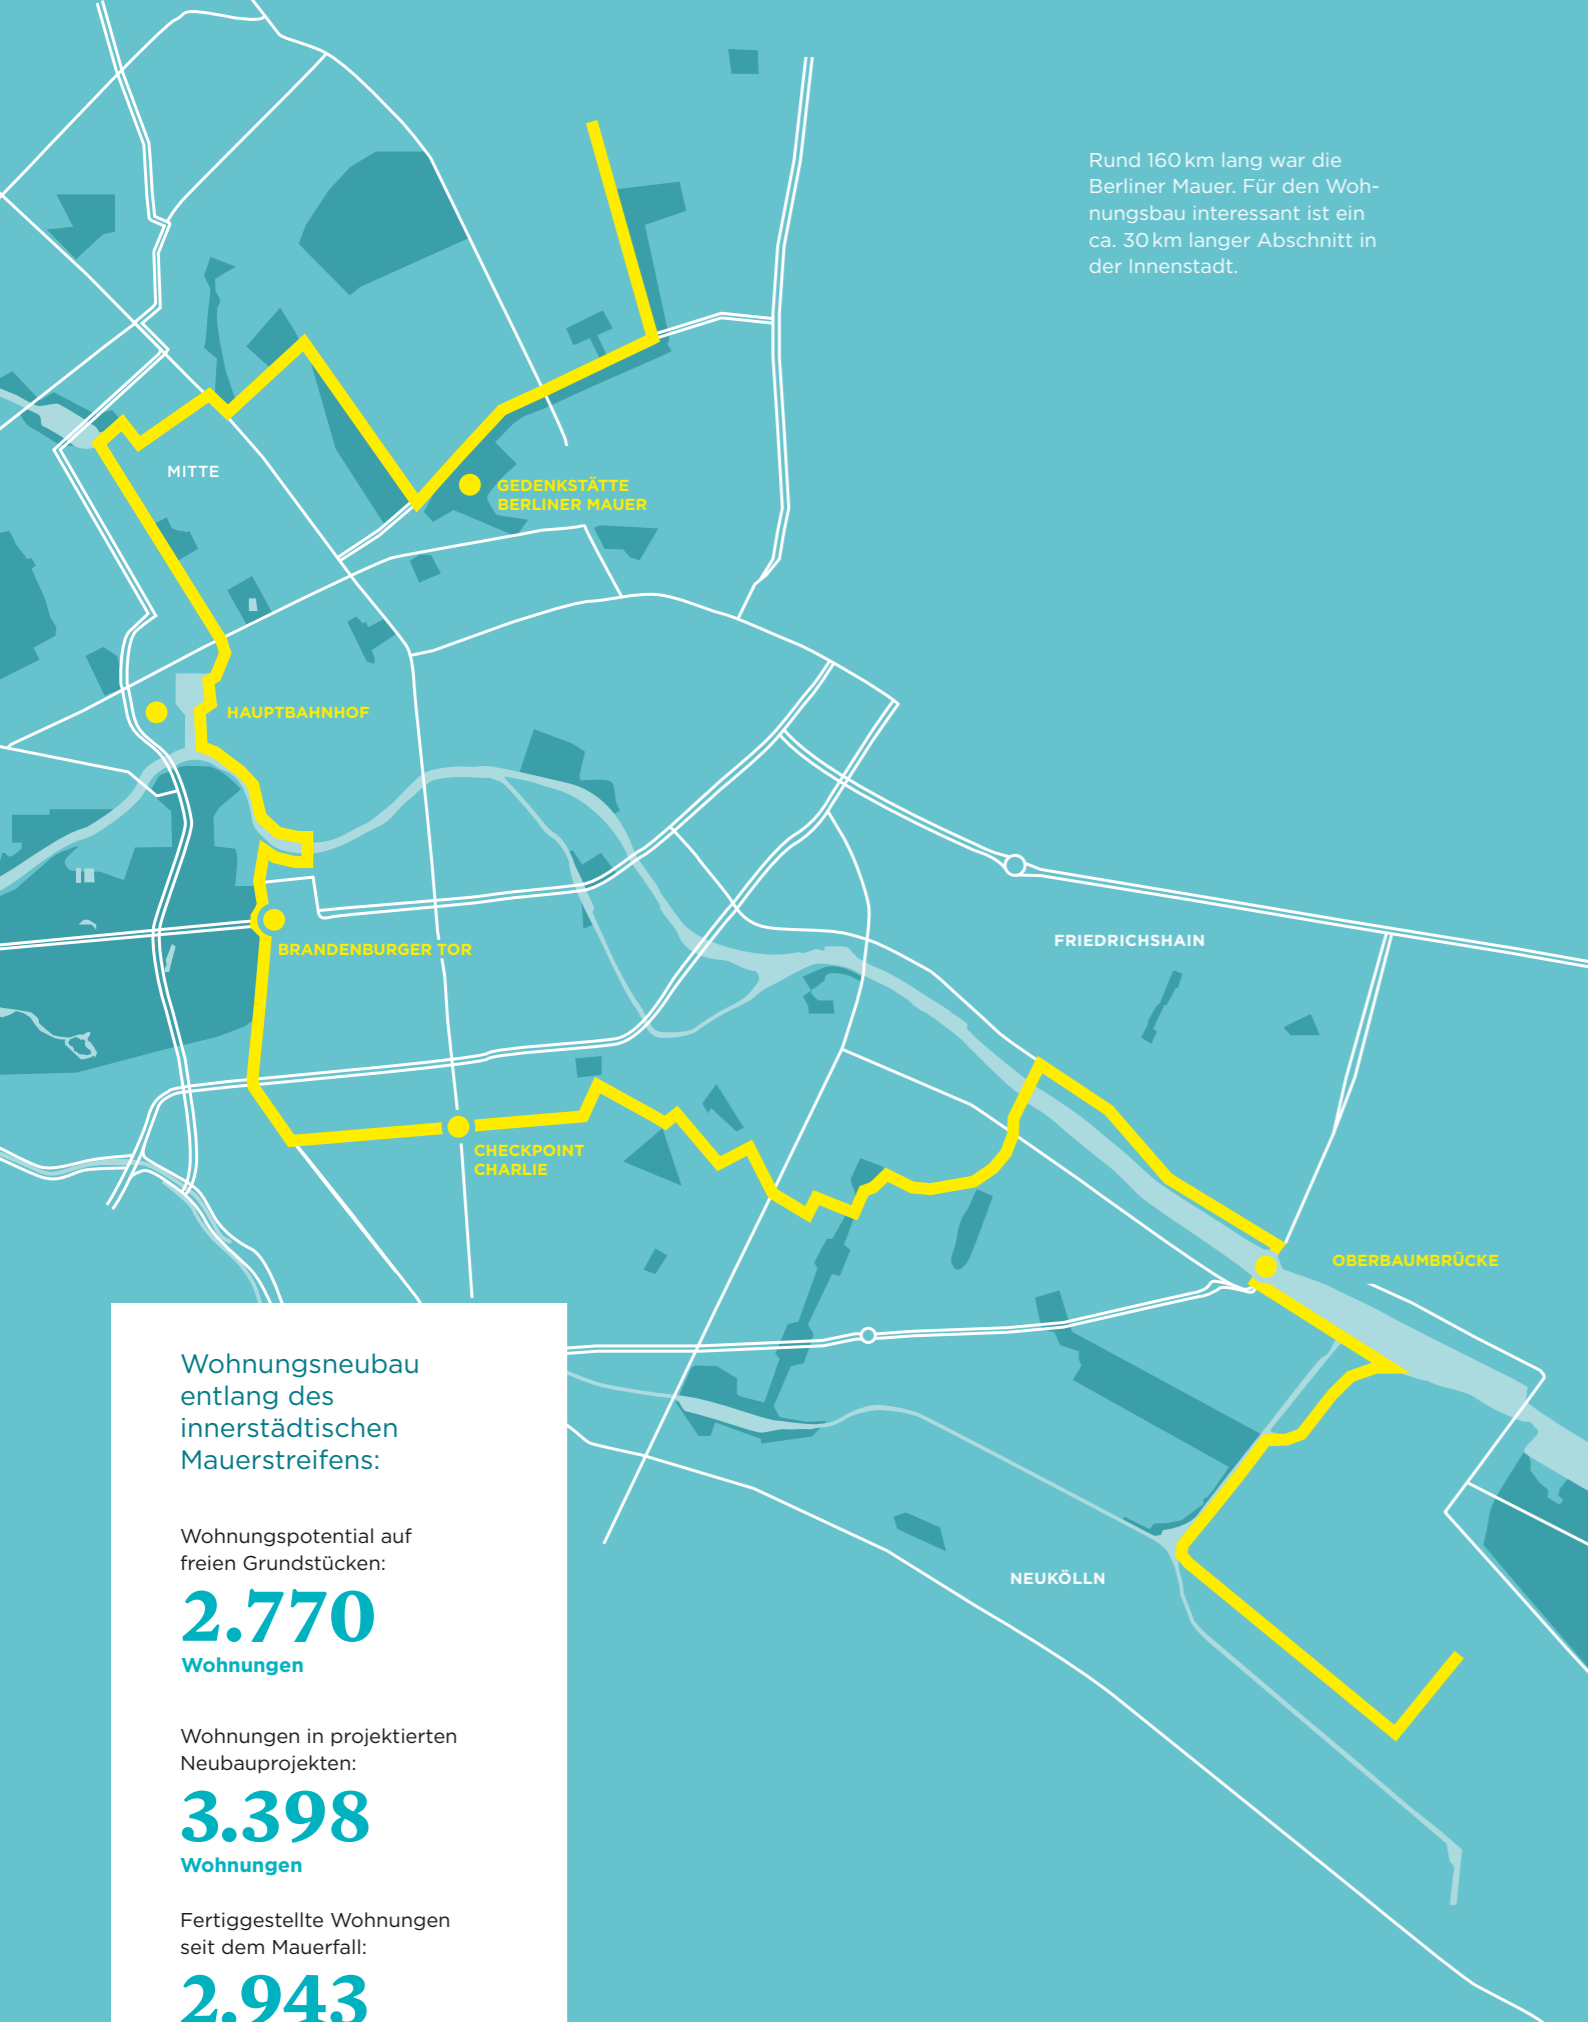 Rund 160 km lang war die
Berliner Mauer. Für den Woh-
nungsbau interessant ist ein
ca. 30 km langer Abschnitt in
der Innenstadt.
MITTE
GEDENKSTÄTTE
BERLINER MAUER
HAUPTBAHNHOF
BRANDENBURGER TOR
FRIEDRICHSHAIN
CHECKPOINT
CHARLIE
OBERBAUMBRÜCKE
NEUKÖLLN
Wohnungsneubau
entlang des
innerstädtischen
Mauerstreifens:
Wohnungspotential auf
freien Grundstücken:
2.770
Wohnungen
Wohnungen in projektierten
Neubauprojekten:
3.398
Wohnungen
Fertiggestellte Wohnungen
seit dem Mauerfall:
2.943